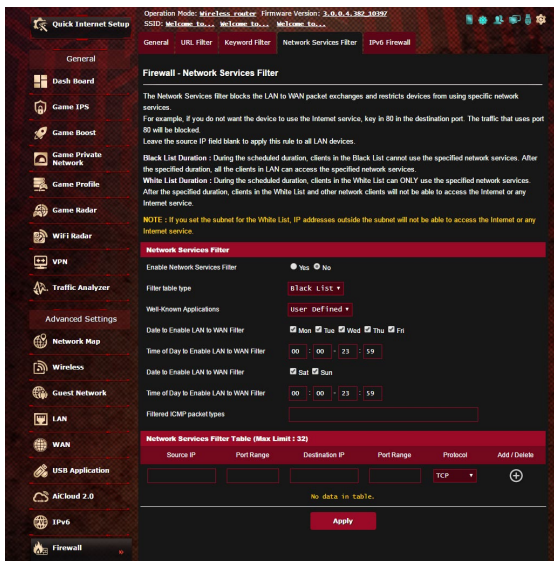 Quick Internet Setup
Operation Mode: Wireless router Firmware Version: 3.0.0.4.382_10397
SSID: Welcome to... Welcome to... Welcome to...
General URL Filter Keyword Filter Network Services Filter IPv6 Firewall
General
Dash Board
Game IPS
Game Boost
Game Private
Network
Game Profile
Game Radar
WiFi Radar
VPN
Traffic Analyzer
Advanced Settings
Network Map
Wireless
Guest Network
LAN
WAN
USB Application
AiCloud 2.0
IPv6
Firewall
Firewall - Network Services Filter
The Network Services filter blocks the LAN to WAN packet exchanges and restricts devices from using specific network
services.
For example, if you do not want the device to use the Internet service, key in 80 in the destination port. The traffic that uses port
80 will be blocked.
Leave the source IP field blank to apply this rule to all LAN devices.
Black List Duration : During the scheduled duration, clients in the Black List cannot use the specified network services. After
the specified duration, all the clients in LAN can access the specified network services.
White List Duration : During the scheduled duration, clients in the White List can ONLY use the specified network services.
After the specified duration, clients in the White List and other network clients will not be able to access the Internet or any
Internet service.
NOTE : If you set the subnet for the White List, IP addresses outside the subnet will not be able to access the Internet or any
Internet service.
Network Services Filter
Enable Network Services Filter Yes No
Filter table type Black List
Well-Known Applications User Defined
Date to Enable LAN to WAN Filter Mon Tue Wed Thu Fri
Time of Day to Enable LAN to WAN Filter 00 : 00 - 23 : 59
Date to Enable LAN to WAN Filter Sat Sun
Time of Day to Enable LAN to WAN Filter 00 : 00 - 23 : 59
Filtered ICMP packet types
Network Services Filter Table (Max Limit : 32)
Source IP Port Range Destination IP Port Range Protocol Add / Delete
TCP
No data in table.
Apply